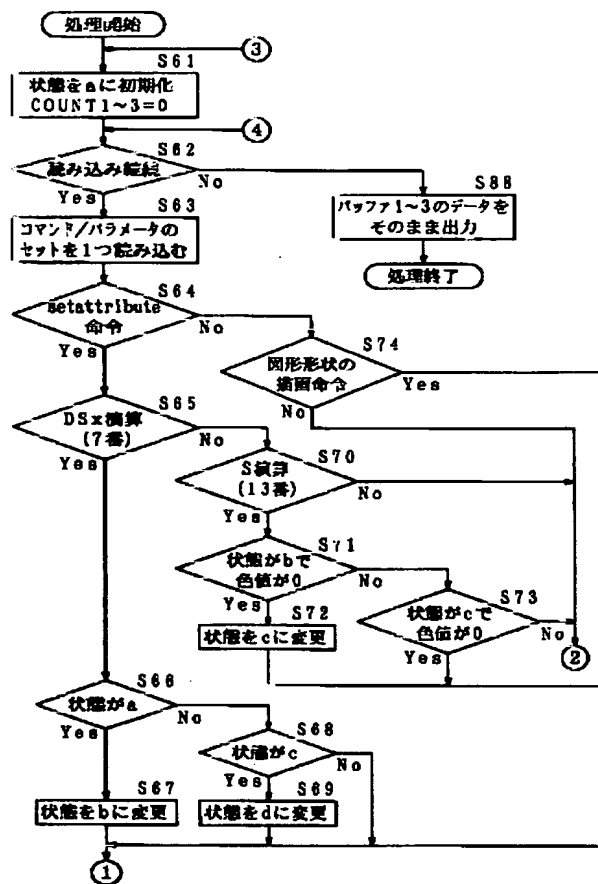 処理開始
③
S61
状態をaに初期化
COUNT1~3=0
④
S62
読み込み継続
No
Yes
S63
S88
コマンド/パラメータの
セットを1つ読み込む
バッファ1~3のデータを
そのまま出力
処理終了
S64
setattribute
命令
No
Yes
S74
図形形状の
描画命令
Yes
No
S65
DSx演算
(7番)
No
Yes
S70
S演算
(13番)
No
Yes
S71
状態がbで
色値が0
No
Yes
S72
状態をcに変更
S73
状態がcで
色値が0
No
Yes
②
S66
状態がa
No
Yes
S68
状態がc
No
Yes
S67
状態をbに変更
S69
状態をdに変更
①